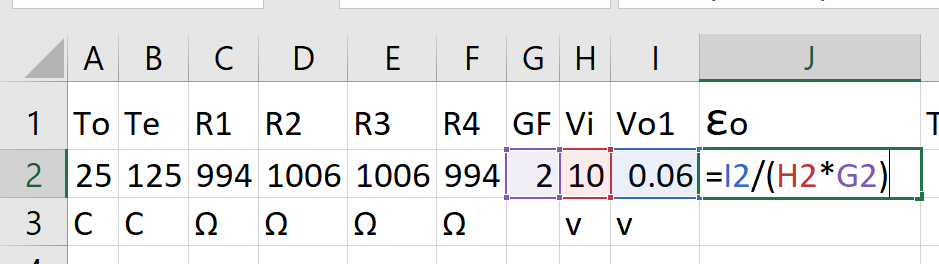 A B C D E F G H I J
1 To Te R1 R2 R3 R4 GF Vi Vo1 Ɛo
2 25 125 994 1006 1006 994 2 10 0.06 =I2/(H2*G2)
3 C C Ω Ω Ω Ω v v